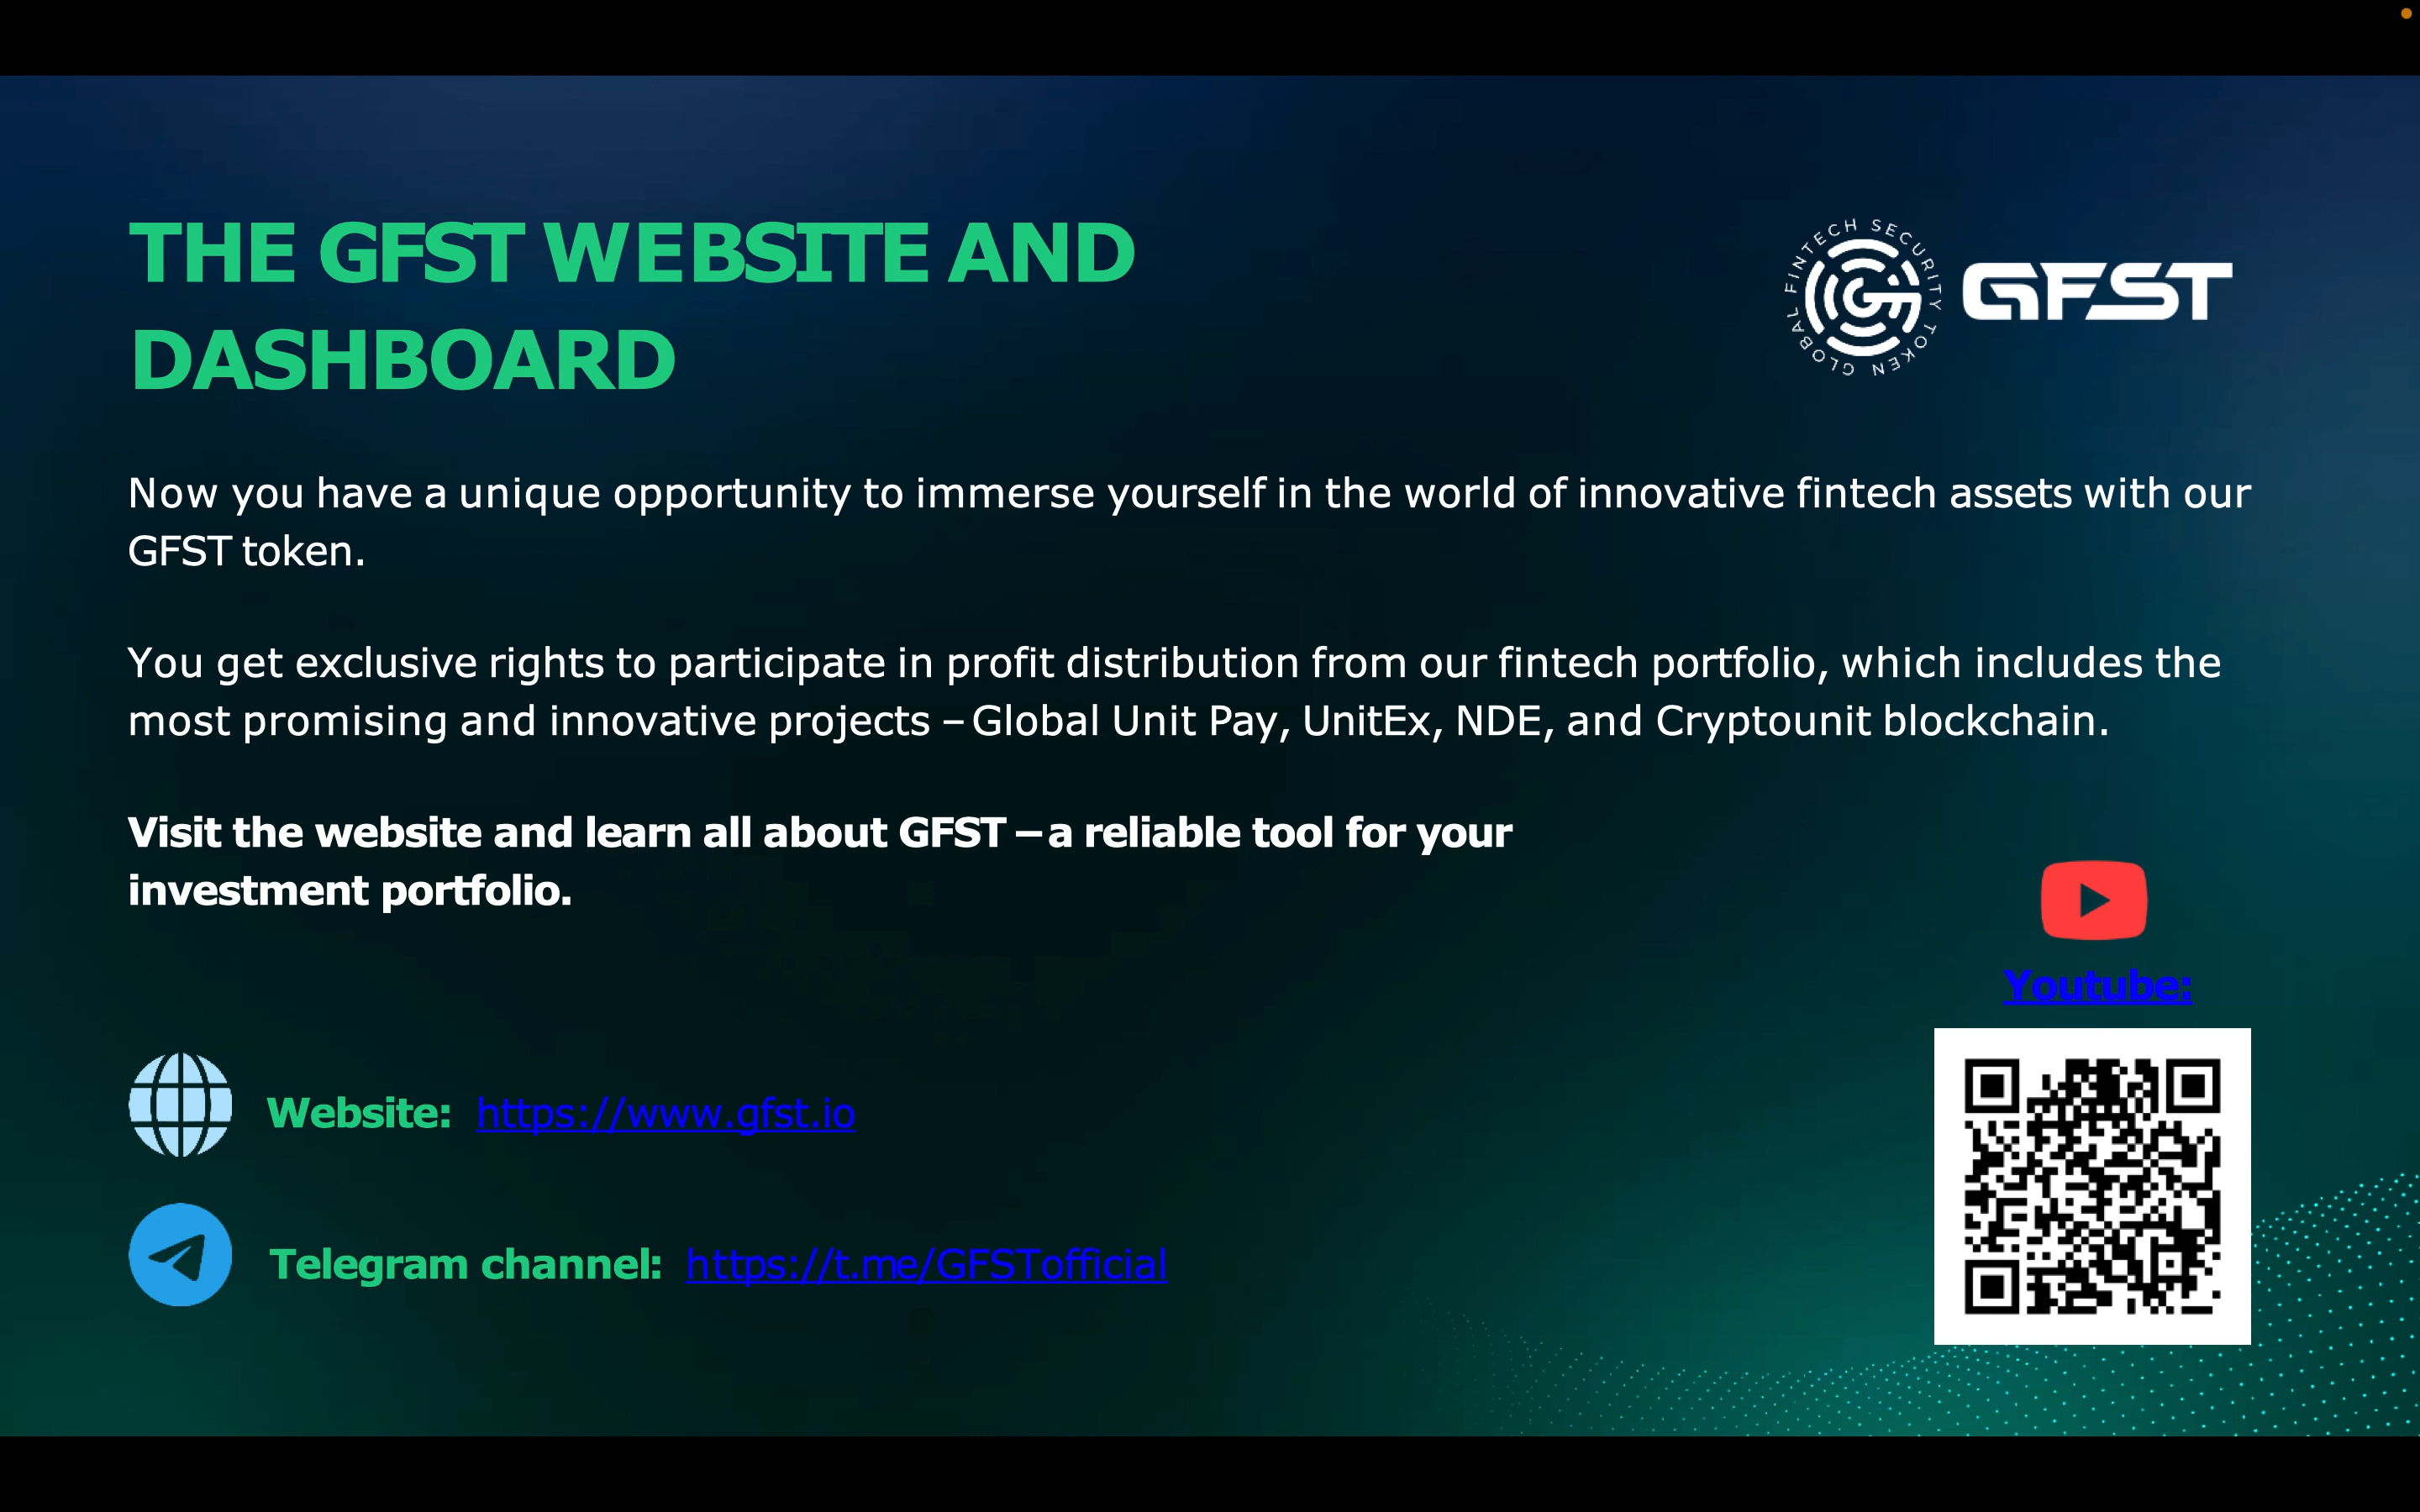 THE GFST WEBSITE AND
DASHBOARD
GLOBAL FINTECH SECURITY TOKEN
GFST
Now you have a unique opportunity to immerse yourself in the world of innovative fintech assets with our
GFST token.
You get exclusive rights to participate in profit distribution from our fintech portfolio, which includes the
most promising and innovative projects – Global Unit Pay, UnitEx, NDE, and Cryptounit blockchain.
Visit the website and learn all about GFST – a reliable tool for your
investment portfolio.
Youtube:
Website: https://www.gfst.io
Telegram channel: https://t.me/GFSTofficial